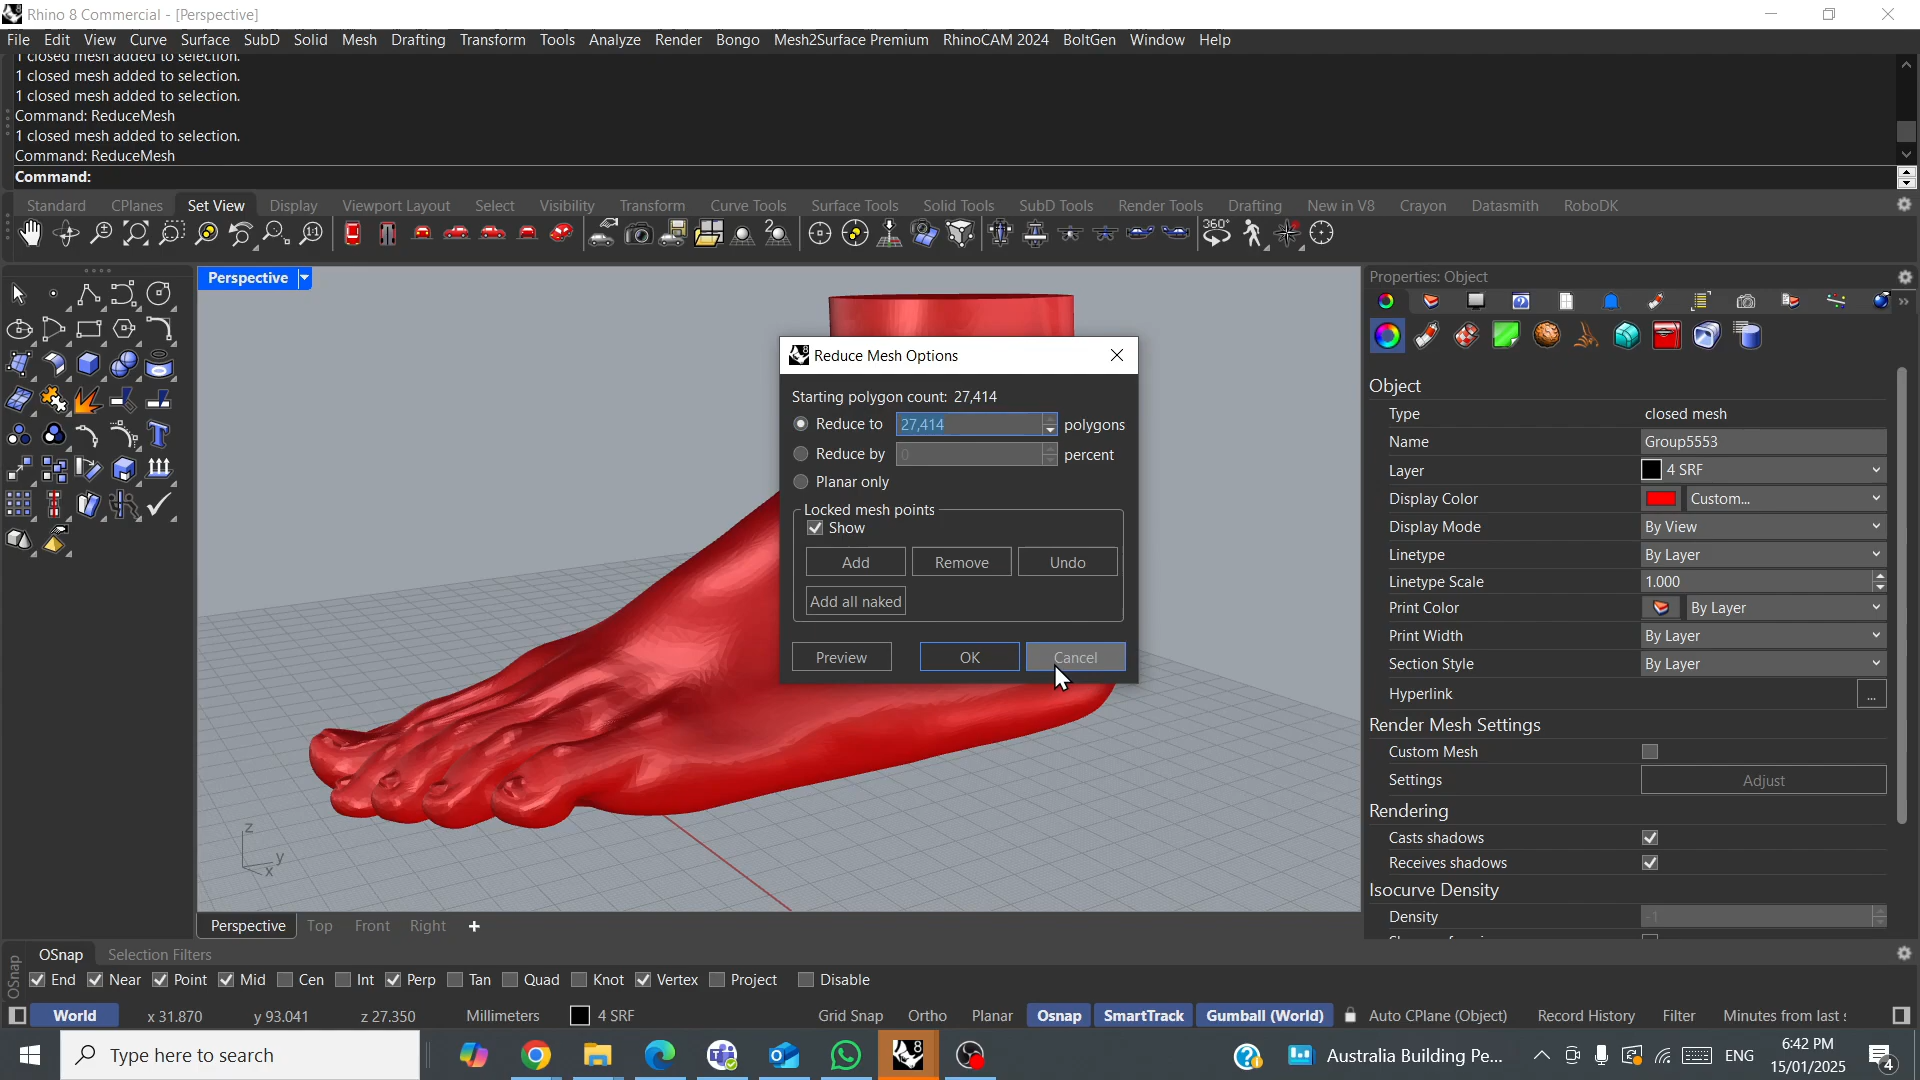 Rhino 8 Commercial - [Perspective]
File Edit View Curve Surface SubD Solid Mesh Drafting Transform Tools Analyze Render Bongo Mesh2Surface Premium RhinoCAM 2024 BoltGen Window Help
1 closed mesh added to selection.
1 closed mesh added to selection.
1 closed mesh added to selection.
Command: ReduceMesh
1 closed mesh added to selection.
Command: ReduceMesh
Command:
Standard CPlanes Set View Display Viewport Layout Select Visibility Transform Curve Tools Surface Tools Solid Tools SubD Tools Render Tools Drafting New in V8 Crayon Datasmith RoboDK
Perspective
Reduce Mesh Options
Starting polygon count: 27,414
Reduce to 27,414 polygons
Reduce by 0 percent
Planar only
Locked mesh points
Show
Add Remove Undo
Add all naked
Preview OK Cancel
z
y
x
Properties: Object
Object
Type closed mesh
Name Group5553
Layer 4 SRF
Display Color Custom...
Display Mode By View
Linetype By Layer
Linetype Scale 1.000
Print Color By Layer
Print Width By Layer
Section Style By Layer
Hyperlink ...
Render Mesh Settings
Custom Mesh
Settings Adjust
Rendering
Casts shadows
Receives shadows
Isocurve Density
Density -1
Perspective Top Front Right
OSnap Selection Filters
OSnap
End Near Point Mid Cen Int Perp Tan Quad Knot Vertex Project Disable
World x 31.870 y 93.041 z 27.350 Millimeters 4 SRF Grid Snap Ortho Planar Osnap SmartTrack Gumball (World) Auto CPlane (Object) Record History Filter Minutes from last s
Type here to search
Australia Building Pe...
ENG
6:42 PM
15/01/2025
4